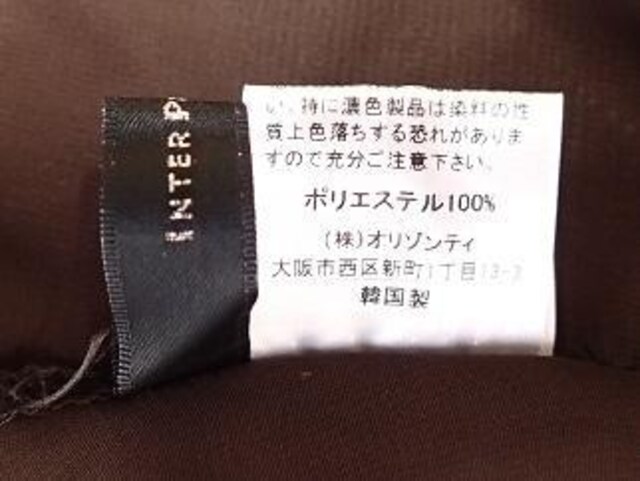 INTER P
い、特に濃色製品は染料の性
質上色落ちする恐れがありま
すので充分ご注意下さい。
ポリエステル100%
(株)オリゾンティ
大阪市西区新町1丁目13-3
韓国製